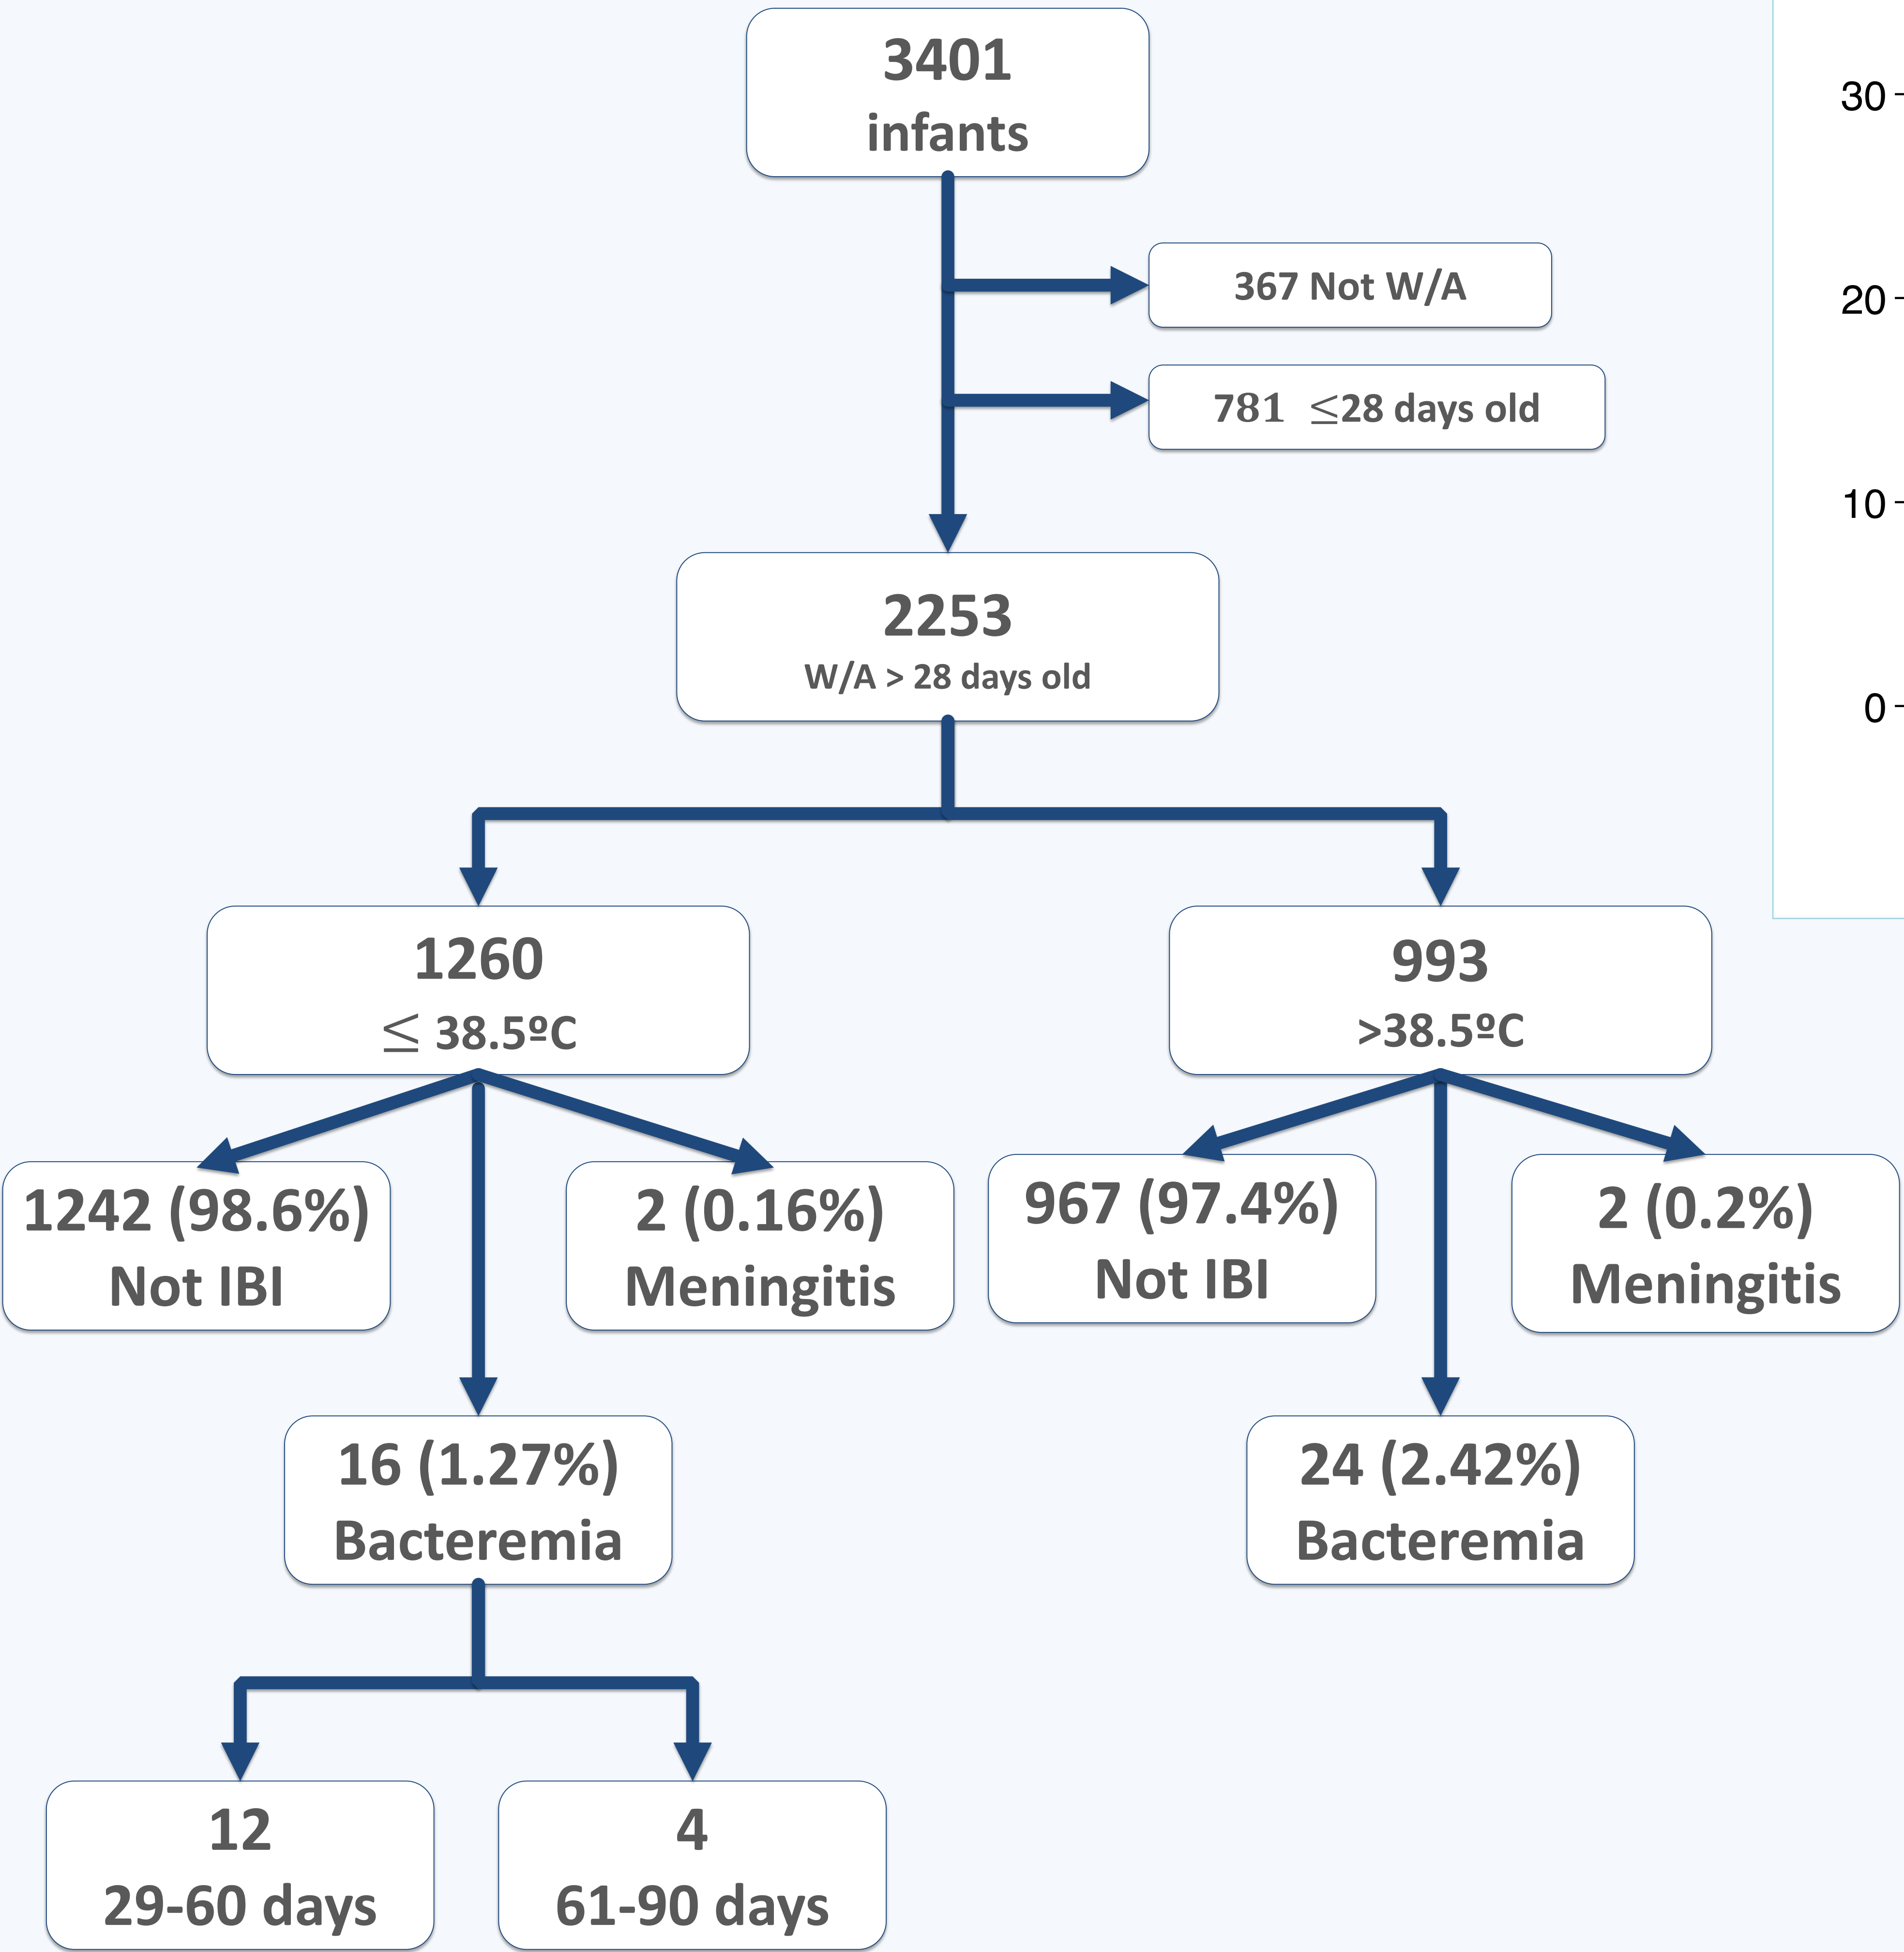 3401
infants
367 Not W/A
781 ≤28 days old
2253
W/A > 28 days old
1260
≤ 38.5ºC
993
>38.5ºC
1242 (98.6%)
Not IBI
2 (0.16%)
Meningitis
967 (97.4%)
Not IBI
2 (0.2%)
Meningitis
16 (1.27%)
Bacteremia
24 (2.42%)
Bacteremia
12
29-60 days
4
61-90 days
30
20
10
0